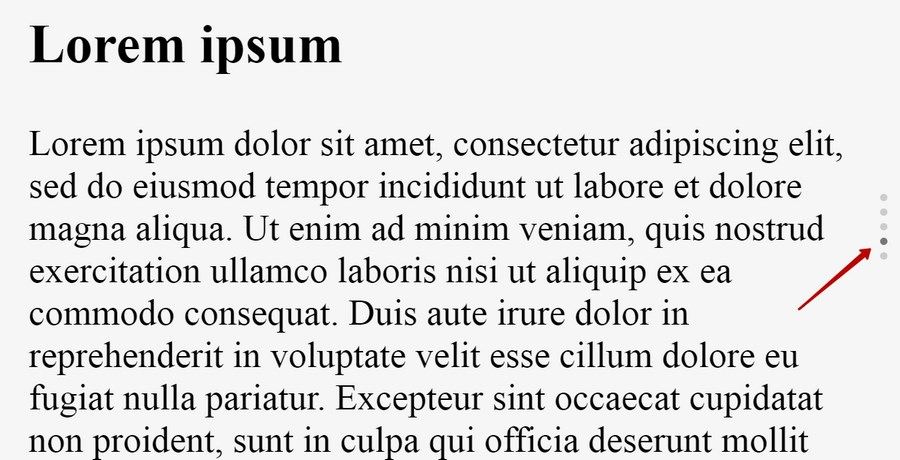 Lorem ipsum
Lorem ipsum dolor sit amet, consectetur adipiscing elit,
sed do eiusmod tempor incididunt ut labore et dolore
magna aliqua. Ut enim ad minim veniam, quis nostrud
exercitation ullamco laboris nisi ut aliquip ex ea
commodo consequat. Duis aute irure dolor in
reprehenderit in voluptate velit esse cillum dolore eu
fugiat nulla pariatur. Excepteur sint occaecat cupidatat
non proident, sunt in culpa qui officia deserunt mollit